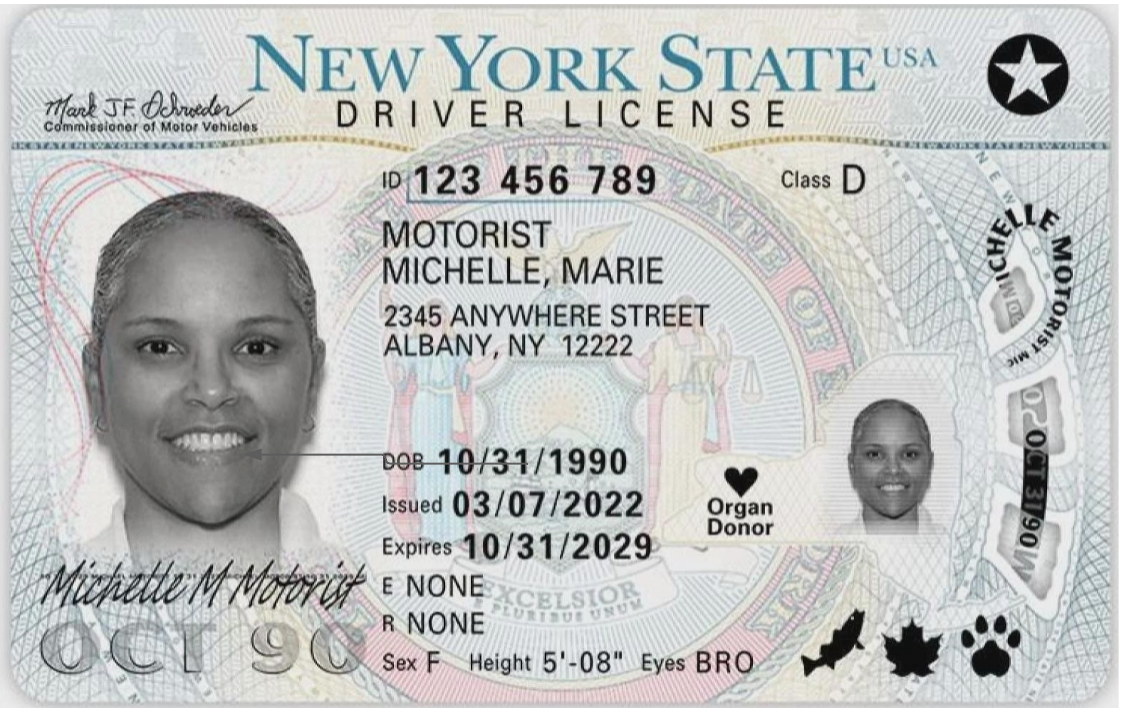 NEW YORK STATE USA
DRIVER LICENSE
Mark J.F. Schroeder
Commissioner of Motor Vehicles
ID 123 456 789 Class D
MOTORIST
MICHELLE, MARIE
2345 ANYWHERE STREET
ALBANY, NY 12222
DOB 10/31/1990
Issued 03/07/2022
Expires 10/31/2029
E NONE
R NONE
Sex F Height 5'-08" Eyes BRO
Organ
Donor
Michelle M Motorist
OCT 90
MICHELLE MOTORIST MIC
OCT 31 90
EXCELSIOR
E PLURIBUS UNUM